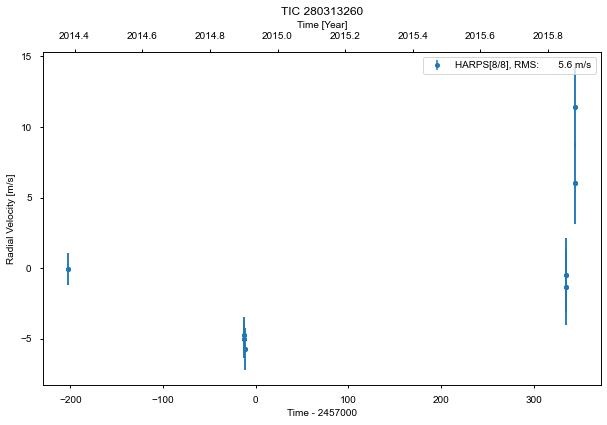 TIC 280313260
Time [Year]
2014.4 2014.6 2014.8 2015.0 2015.2 2015.4 2015.6 2015.8
HARPS[8/8], RMS: 5.6 m/s
Radial Velocity [m/s]
15
10
5
0
−5
−200 −100 0 100 200 300
Time - 2457000